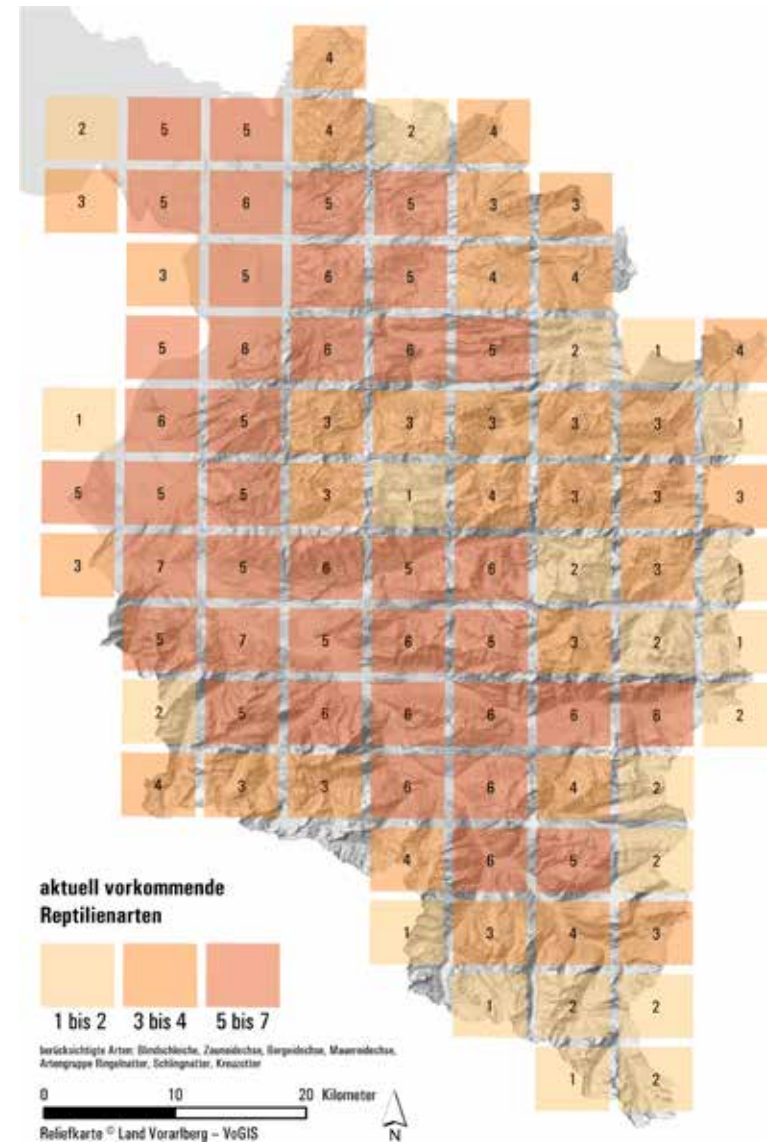 4
2 5 5 4 2 4
3 5 6 5 5 3 3
3 5 6 5 4 4
5 6 6 6 5 2 1 4
1 6 5 3 3 3 3 3 1
5 5 5 3 1 4 3 3 3
3 7 5 6 5 6 2 3 1
5 7 5 6 6 3 2 1
2 5 6 6 6 6 6 2
4 3 3 6 6 4 2
4 6 5 2
1 3 4 3
1 2 2
1 2
aktuell vorkommende
Reptilienarten
1 bis 2 3 bis 4 5 bis 7
berücksichtigte Arten: Blindschleiche, Zauneidechse, Bergeidechse, Mauereidechse,
Artengruppe Ringelnatter, Schlingnatter, Kreuzotter
0 10 20 Kilometer
N
Reliefkarte © Land Vorarlberg – VoGIS